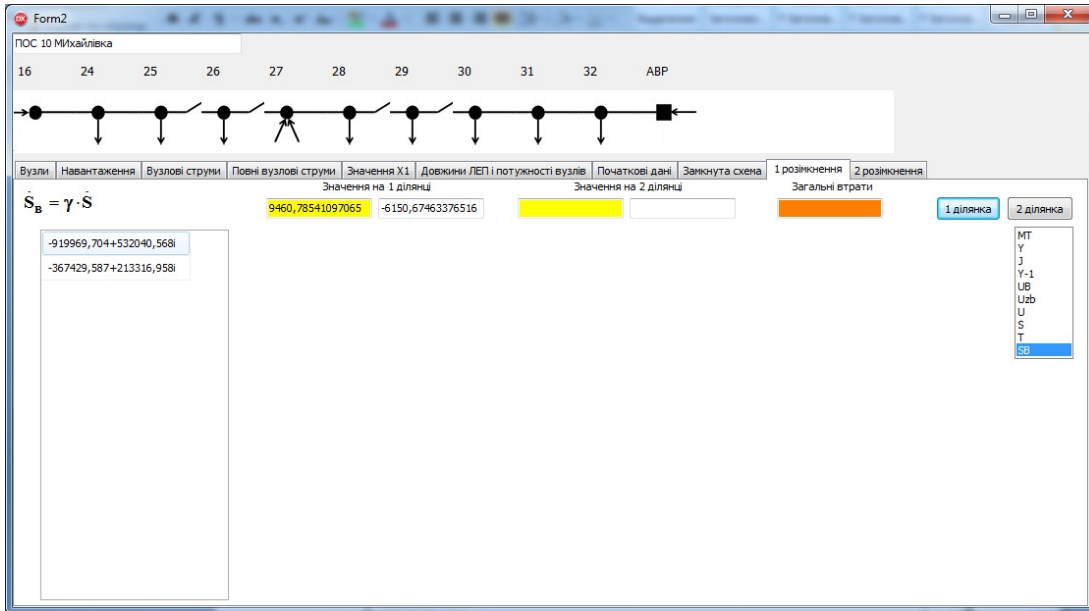 Form2
ПОС 10 МИхайлівка
16 24 25 26 27 28 29 30 31 32 АВР
Вузли Навантаження Вузлові струми Повні вузлові струми Значення X1 Довжини ЛЕП і потужності вузлів Початкові дані Замкнута схема 1 розімкнення 2 розімкнення
Значення на 1 ділянці Значення на 2 ділянці Загальні втрати
Ṡ_B = γ · Ṡ
9460,78541097065 -6150,67463376516 1 ділянка 2 ділянка
-919969,704+532040,568i
-367429,587+213316,958i
MT
Y
J
Y-1
UB
Uzb
U
S
T
SB